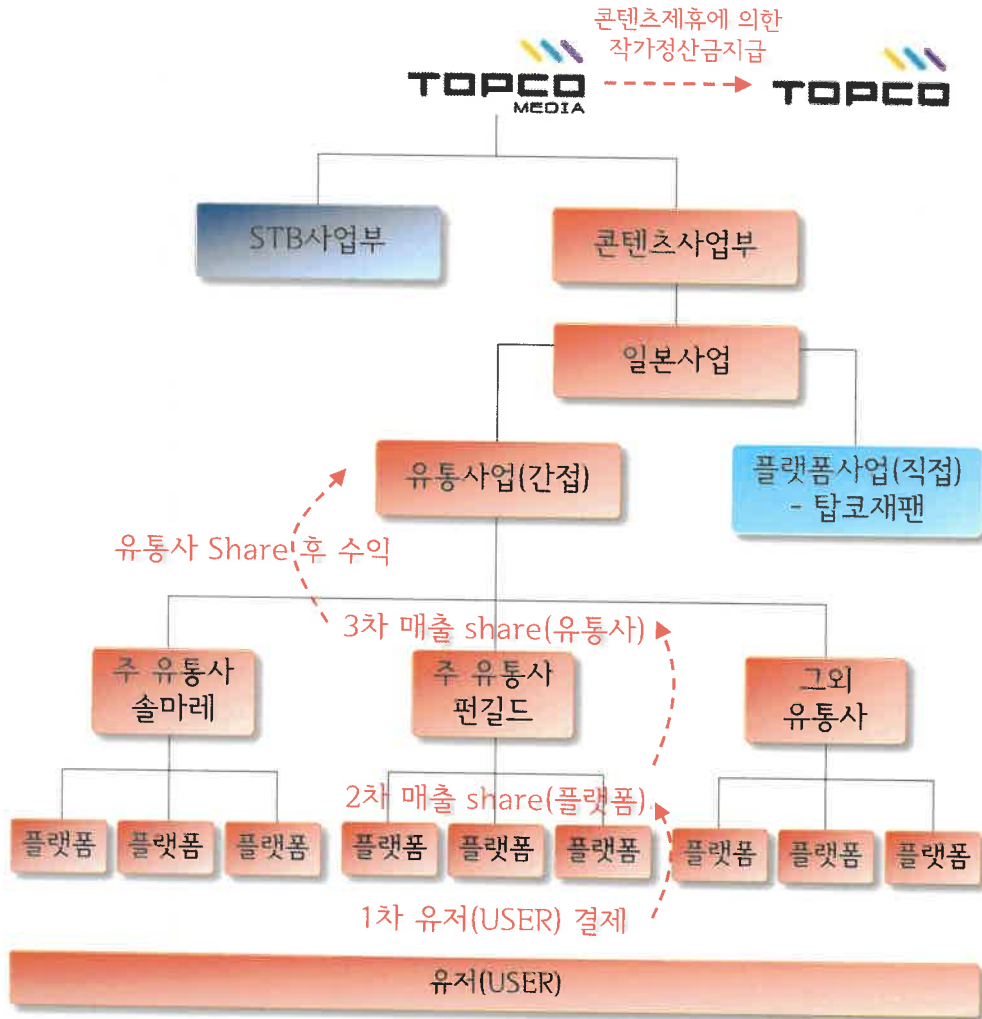 콘텐츠제휴에 의한
작가정산금지급
TOPCO
MEDIA
TOPCO
STB사업부
콘텐츠사업부
일본사업
유통사업(간접)
플랫폼사업(직접)
- 탑코재팬
유통사 Share 후 수익
3차 매출 share(유통사)
주 유통사
솔마레
주 유통사
펀길드
그외
유통사
2차 매출 share(플랫폼)
플랫폼
플랫폼
플랫폼
플랫폼
플랫폼
플랫폼
플랫폼
플랫폼
플랫폼
1차 유저(USER) 결제
유저(USER)